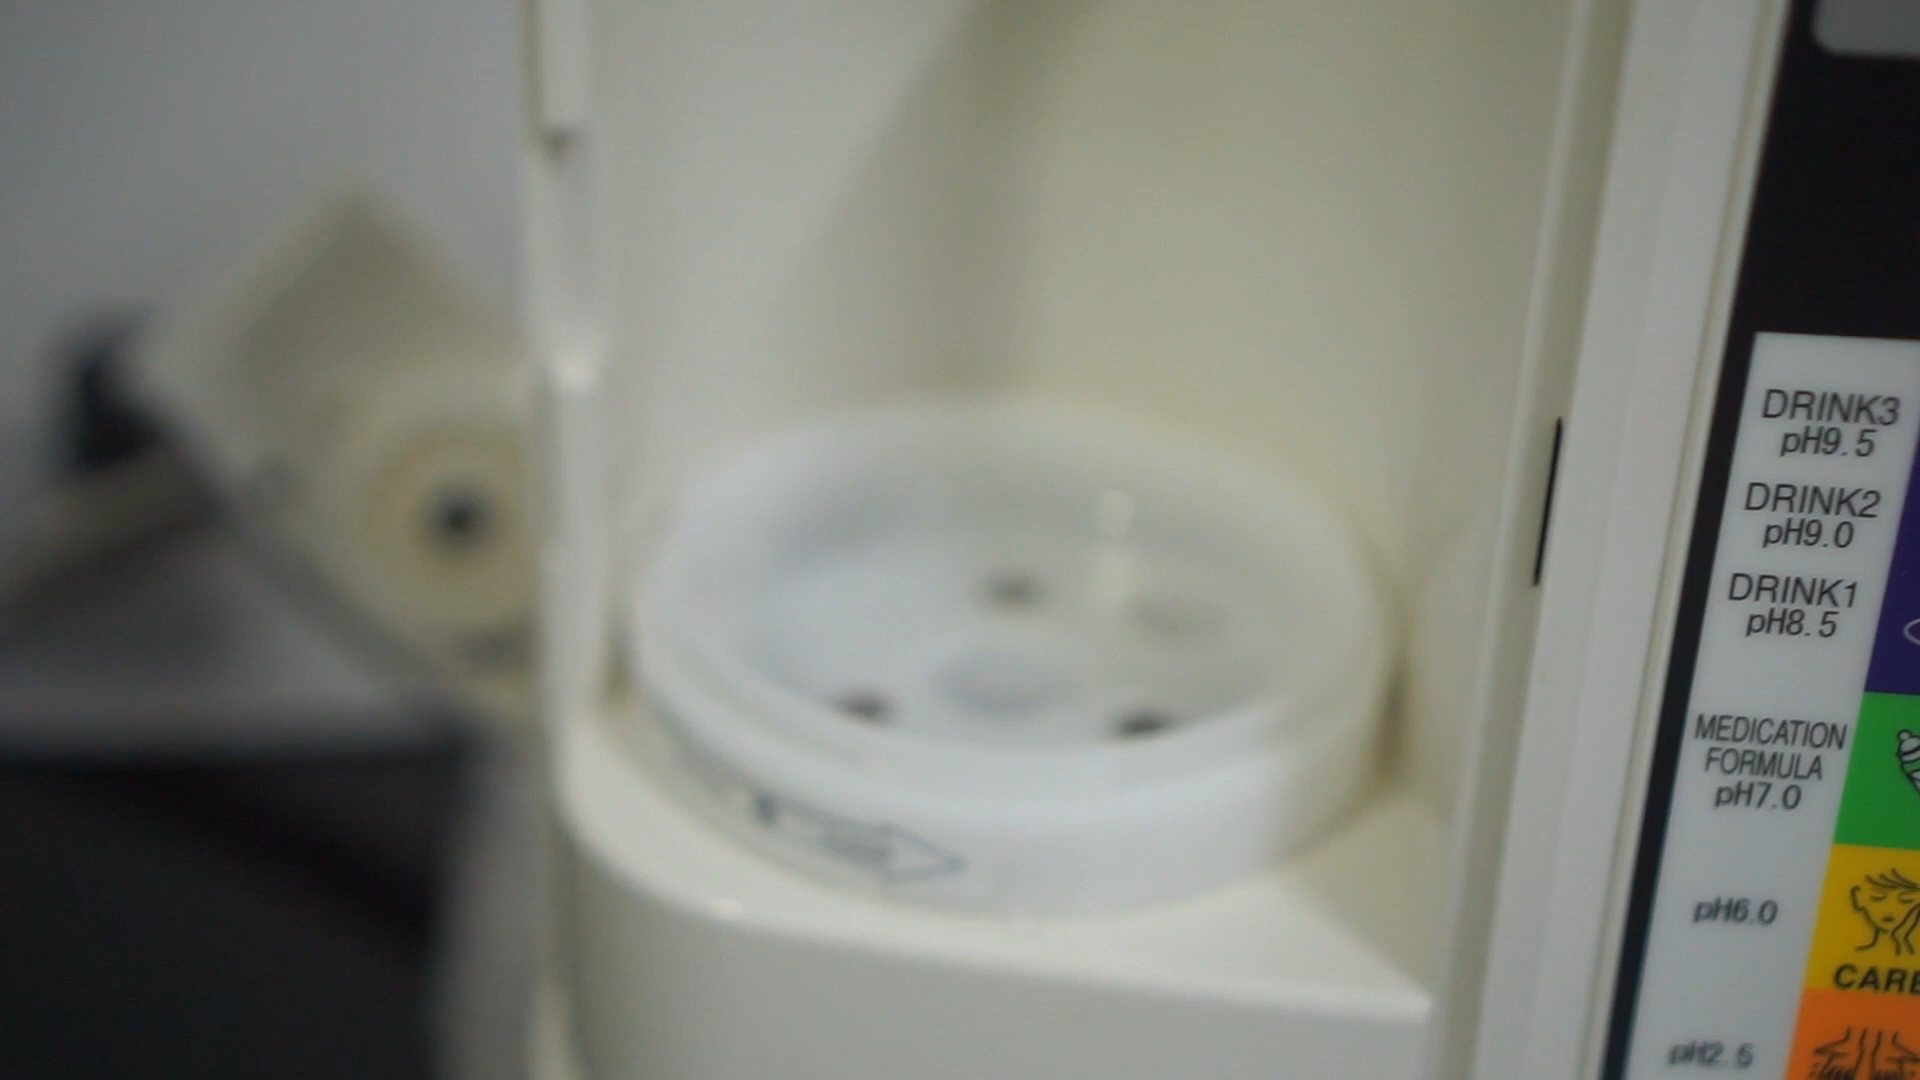 DRINK3
pH9.5
DRINK2
pH9.0
DRINK1
pH8.5
MEDICATION
FORMULA
pH7.0
pH6.0
CARE
pH2.5